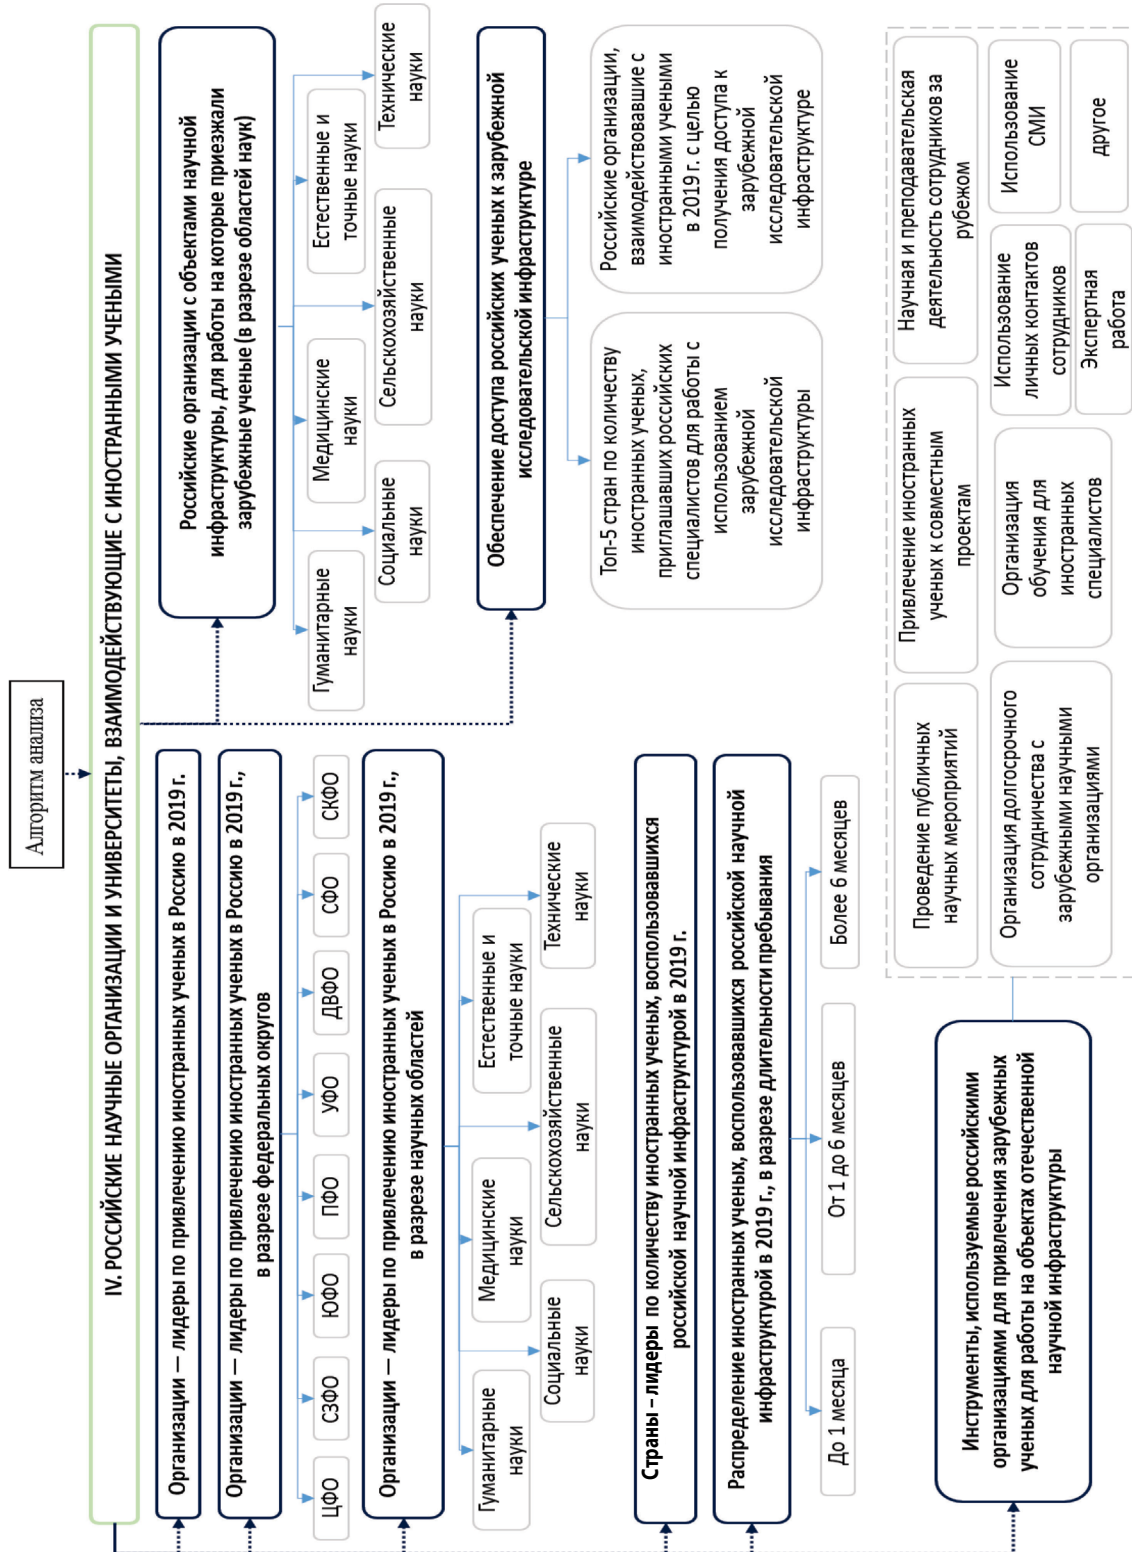 Алгоритм анализа
IV. РОССИЙСКИЕ НАУЧНЫЕ ОРГАНИЗАЦИИ И УНИВЕРСИТЕТЫ, ВЗАИМОДЕЙСТВУЮЩИЕ С ИНОСТРАННЫМИ УЧЕНЫМИ
Организации — лидеры по привлечению иностранных ученых в Россию в 2019 г.
Организации — лидеры по привлечению иностранных ученых в Россию в 2019 г.,
в разрезе федеральных округов
ЦФО
СЗФО
ЮФО
ПФО
УФО
ДВФО
СФО
СКФО
Организации — лидеры по привлечению иностранных ученых в Россию в 2019 г.,
в разрезе научных областей
Гуманитарные
науки
Медицинские
науки
Естественные и
точные науки
Социальные
науки
Сельскохозяйственные
науки
Технические
науки
Страны – лидеры по количеству иностранных ученых, воспользовавшихся
российской научной инфраструктурой в 2019 г.
Распределение иностранных ученых, воспользовавшихся российской научной
инфраструктурой в 2019 г., в разрезе длительности пребывания
До 1 месяца
От 1 до 6 месяцев
Более 6 месяцев
Российские организации с объектами научной
инфраструктуры, для работы на которые приезжали
зарубежные ученые (в разрезе областей наук)
Гуманитарные
науки
Медицинские
науки
Естественные и
точные науки
Социальные
науки
Сельскохозяйственные
науки
Технические
науки
Обеспечение доступа российских ученых к зарубежной
исследовательской инфраструктуре
Топ-5 стран по количеству
иностранных ученых,
приглашавших российских
специалистов для работы с
использованием
зарубежной
исследовательской
инфраструктуры
Российские организации,
взаимодействовавшие с
иностранными учеными
в 2019 г. с целью
получения доступа к
зарубежной
исследовательской
инфраструктуре
Инструменты, используемые российскими
организациями для привлечения зарубежных
ученых для работы на объектах отечественной
научной инфраструктуры
Проведение публичных
научных мероприятий
Привлечение иностранных
ученых к совместным
проектам
Научная и преподавательская
деятельность сотрудников за
рубежом
Организация долгосрочного
сотрудничества с
зарубежными научными
организациями
Организация
обучения для
иностранных
специалистов
Использование
личных контактов
сотрудников
Использование
СМИ
Экспертная
работа
другое